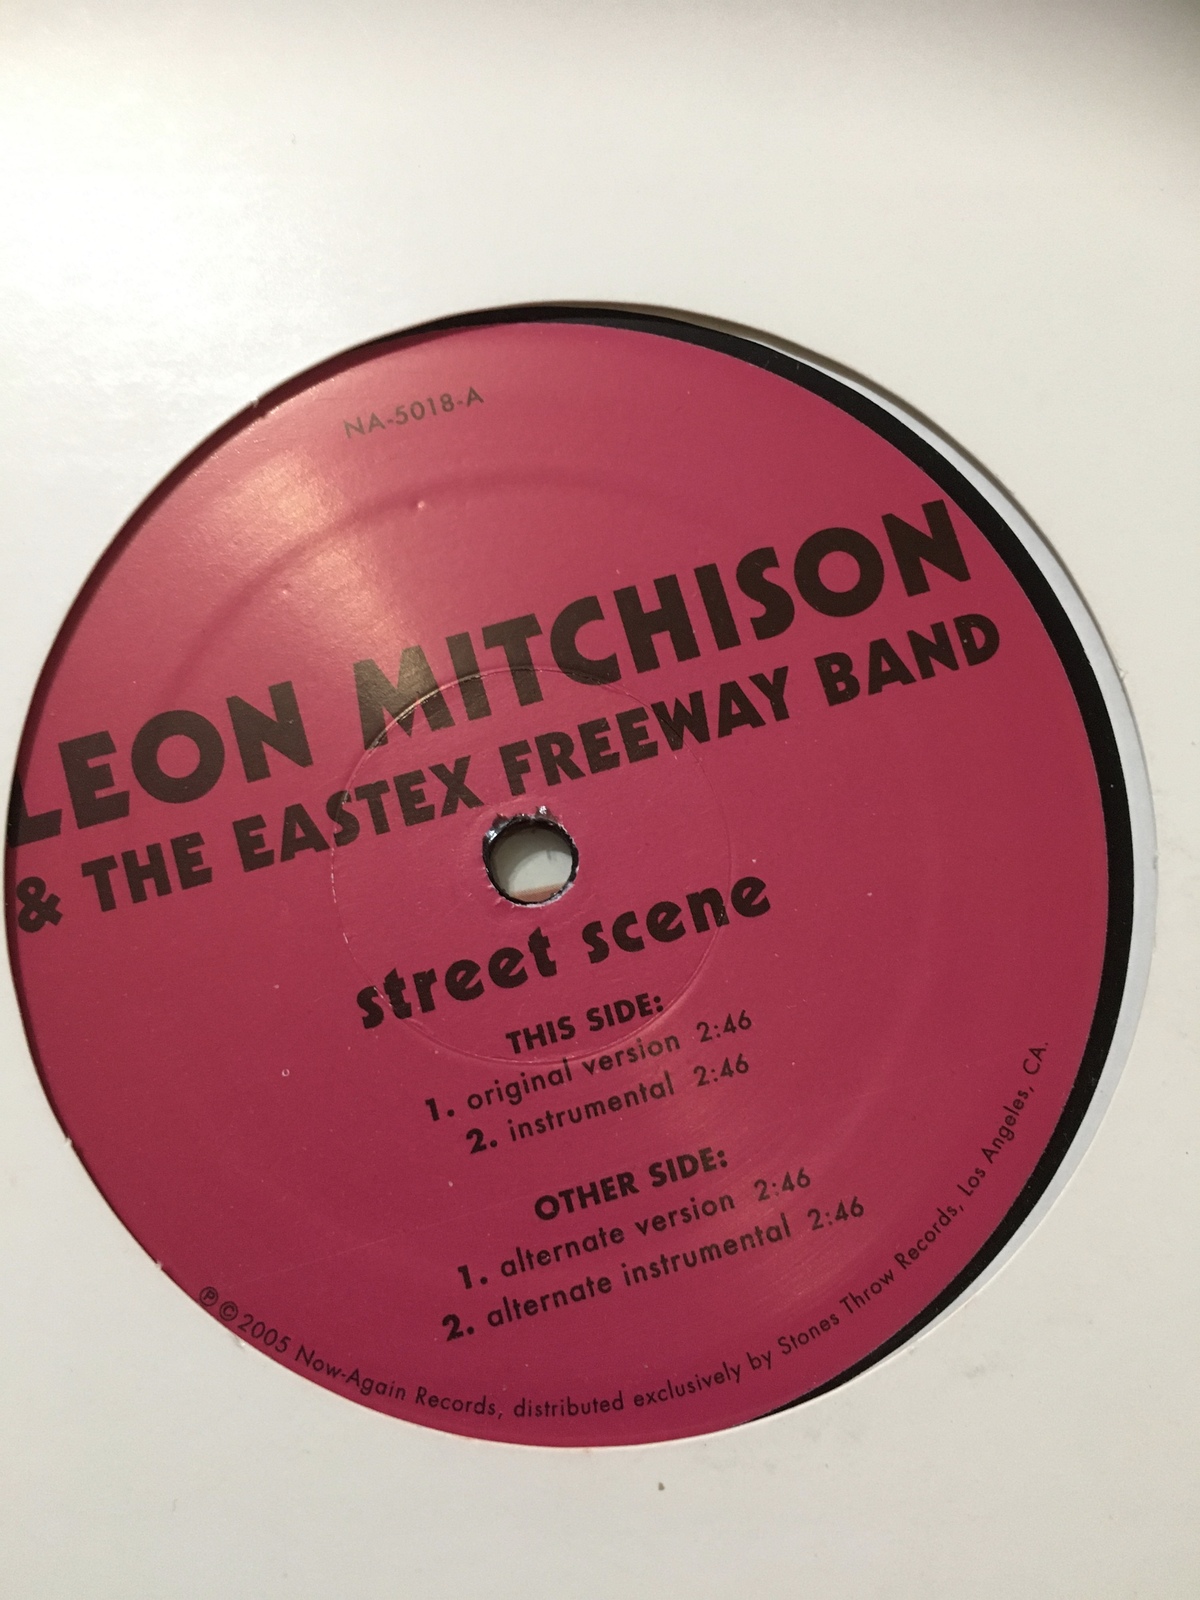 NA-5018-A
LEON MITCHISON
& THE EASTEX FREEWAY BAND
street scene
THIS SIDE:
1. original version 2:46
2. instrumental 2:46
OTHER SIDE:
1. alternate version 2:46
2. alternate instrumental 2:46
℗©2005 Now-Again Records, distributed exclusively by Stones Throw Records, Los Angeles, CA.